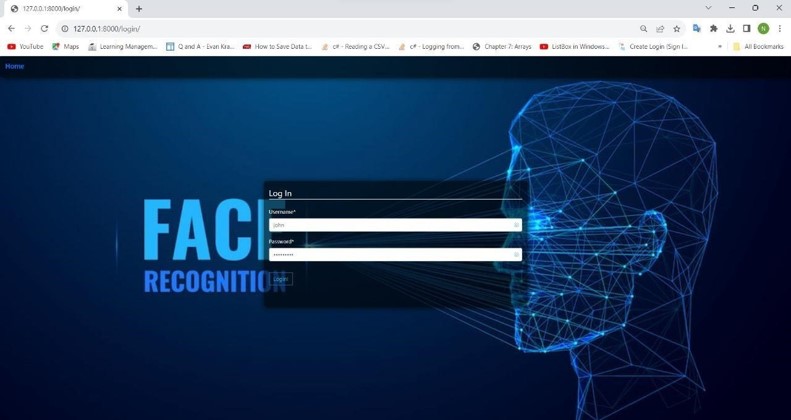 127.0.0.1:8000/login/
127.0.0.1:8000/login/
YouTube
Maps
Learning Managem...
Q and A - Evan Kra...
How to Save Data t...
c# - Reading a CSV...
c# - Logging from...
Chapter 7: Arrays
ListBox in Windows...
Create Login (Sign I...
»
All Bookmarks
Home
FACE
RECOGNITION
Log In
Username*
John
Password*
Login